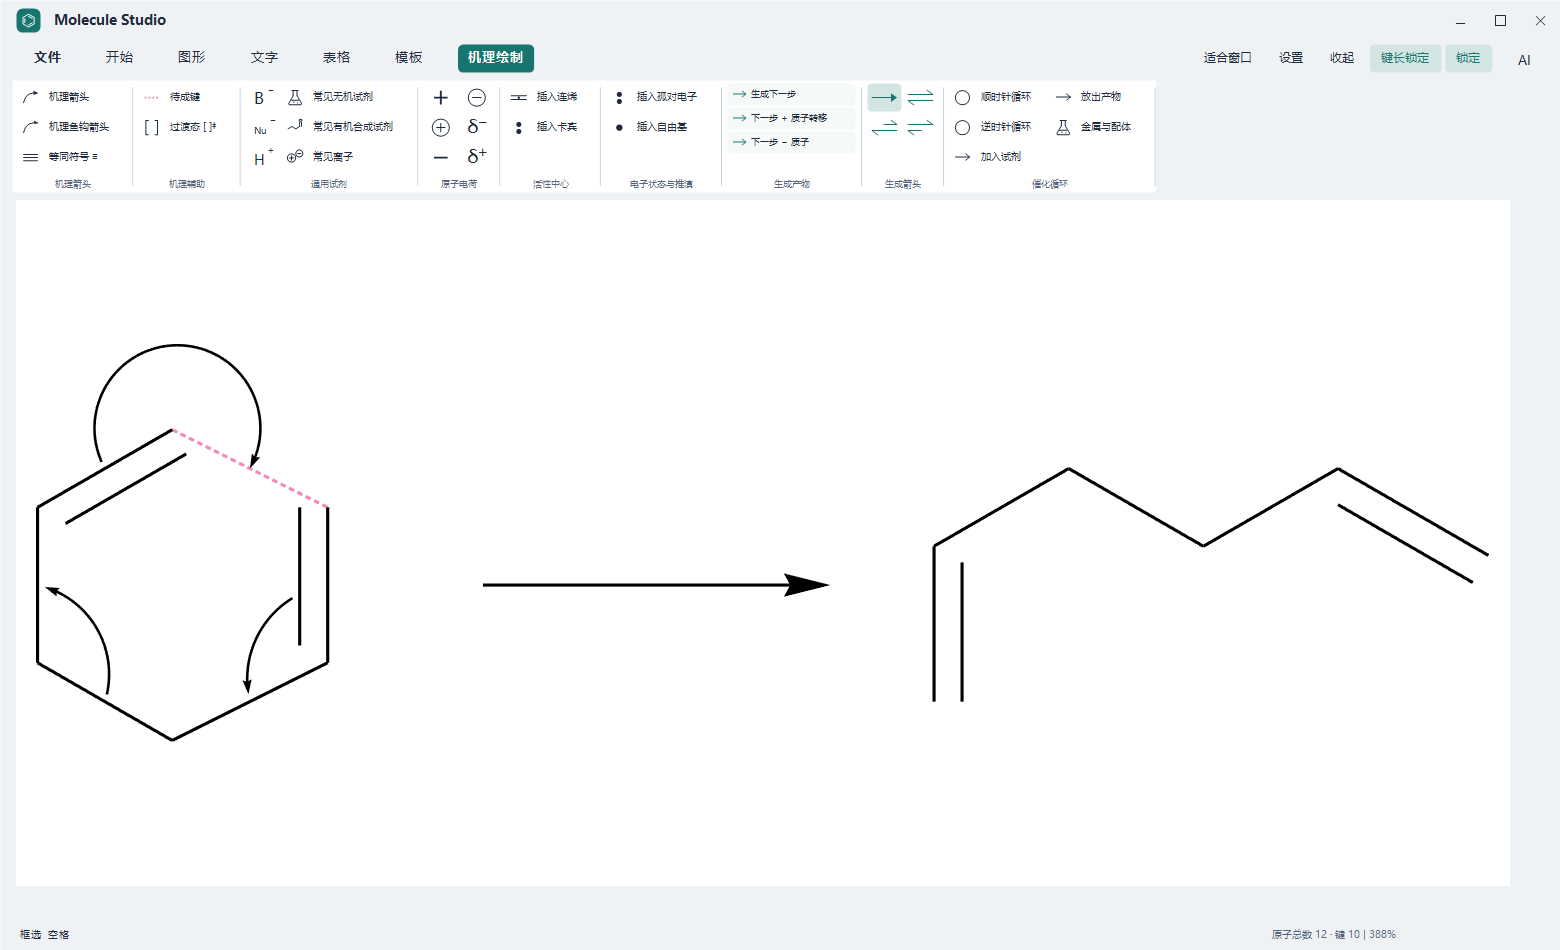 Molecule Studio
文件 开始 图形 文字 表格 模板 机理绘制 适合窗口 设置 收起 键长锁定 锁定 AI
机理箭头 待成键 B⁻ 常见无机试剂 + ⊖ 插入连烯 插入孤对电子 生成下一步 顺时针循环 放出产物
机理鱼钩箭头 过渡态 [ ]‡ Nu⁻ 常见有机合成试剂 ⊕ δ⁻ 插入卡宾 插入自由基 下一步 + 质子转移 逆时针循环 金属与配体
等同符号 ≡ H⁺ 常见离子 − δ⁺ 下一步 − 质子 加入试剂
机理箭头 机理辅助 通用试剂 原子电荷 活性中心 电子状态与推演 生成产物 生成箭头 催化循环
框选 空格 原子总数 12 · 键 10 | 388%